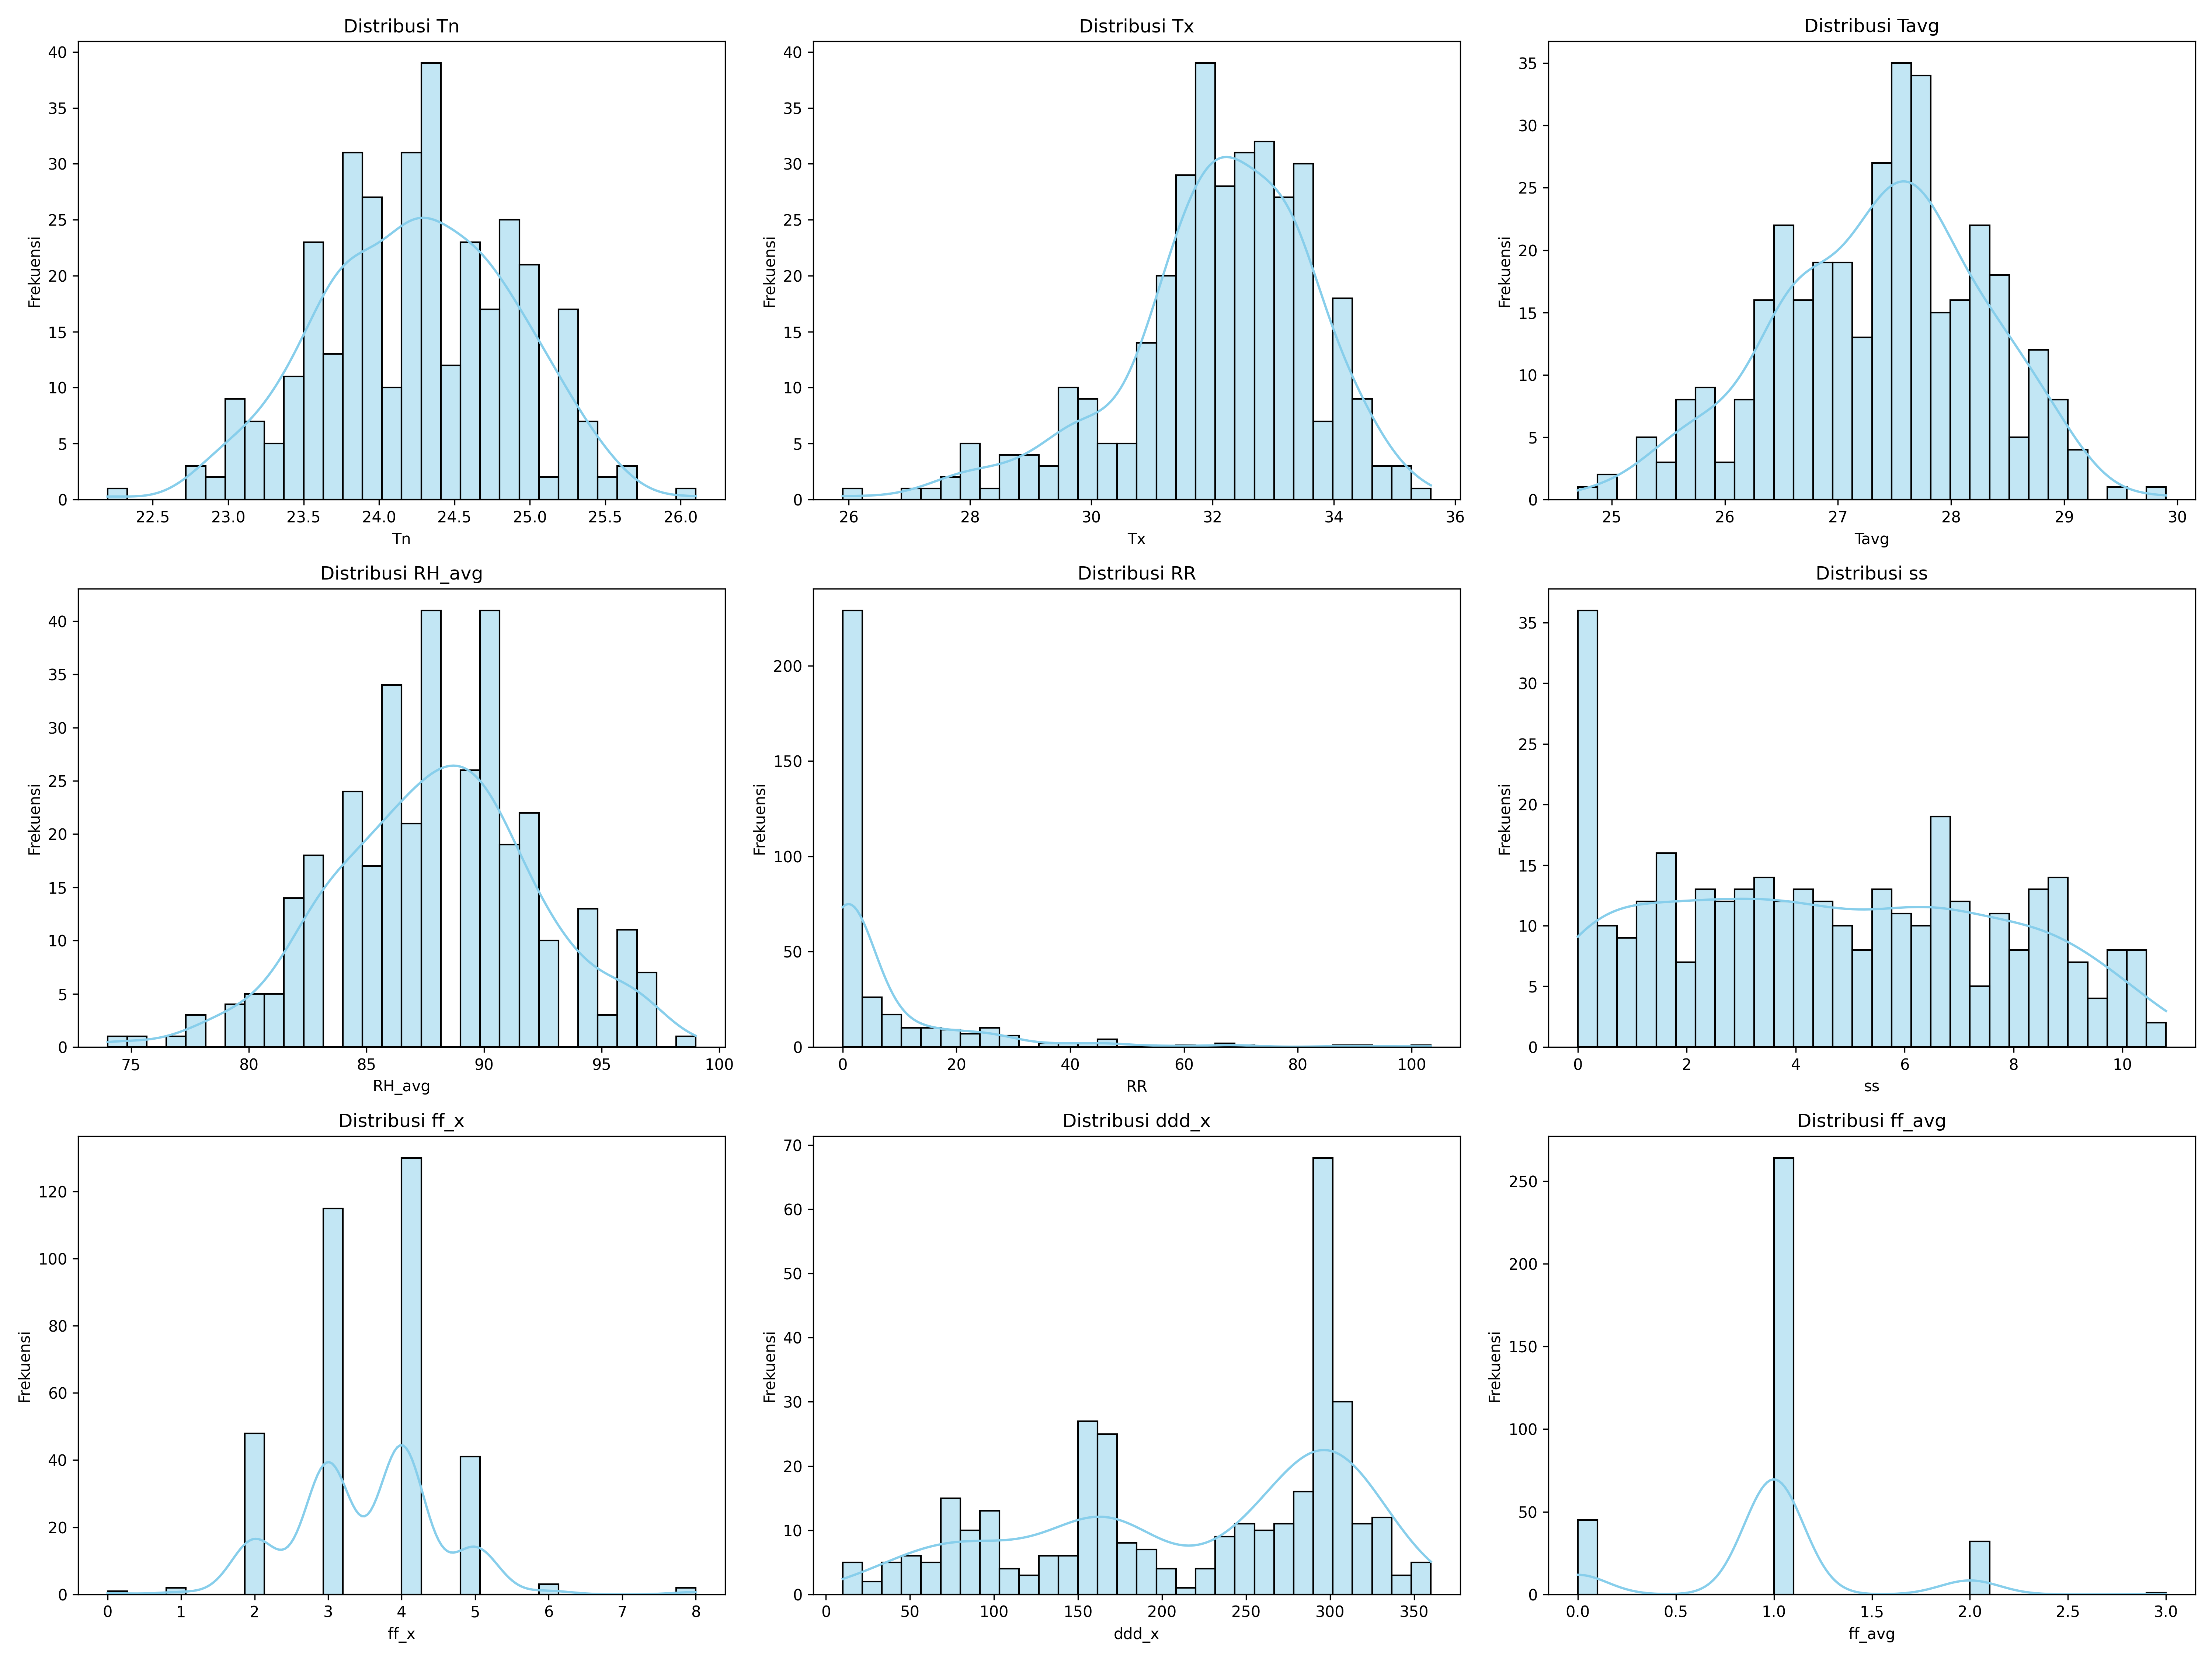 Distribusi Tn
Frekuensi
40
35
30
25
20
15
10
5
0
22.5 23.0 23.5 24.0 24.5 25.0 25.5 26.0
Tn
Distribusi Tx
Frekuensi
40
35
30
25
20
15
10
5
0
26 28 30 32 34 36
Tx
Distribusi Tavg
Frekuensi
35
30
25
20
15
10
5
0
25 26 27 28 29 30
Tavg
Distribusi RH_avg
Frekuensi
40
35
30
25
20
15
10
5
0
75 80 85 90 95 100
RH_avg
Distribusi RR
Frekuensi
200
150
100
50
0
0 20 40 60 80 100
RR
Distribusi ss
Frekuensi
35
30
25
20
15
10
5
0
0 2 4 6 8 10
ss
Distribusi ff_x
Frekuensi
120
100
80
60
40
20
0
0 1 2 3 4 5 6 7 8
ff_x
Distribusi ddd_x
Frekuensi
70
60
50
40
30
20
10
0
0 50 100 150 200 250 300 350
ddd_x
Distribusi ff_avg
Frekuensi
250
200
150
100
50
0
0.0 0.5 1.0 1.5 2.0 2.5 3.0
ff_avg